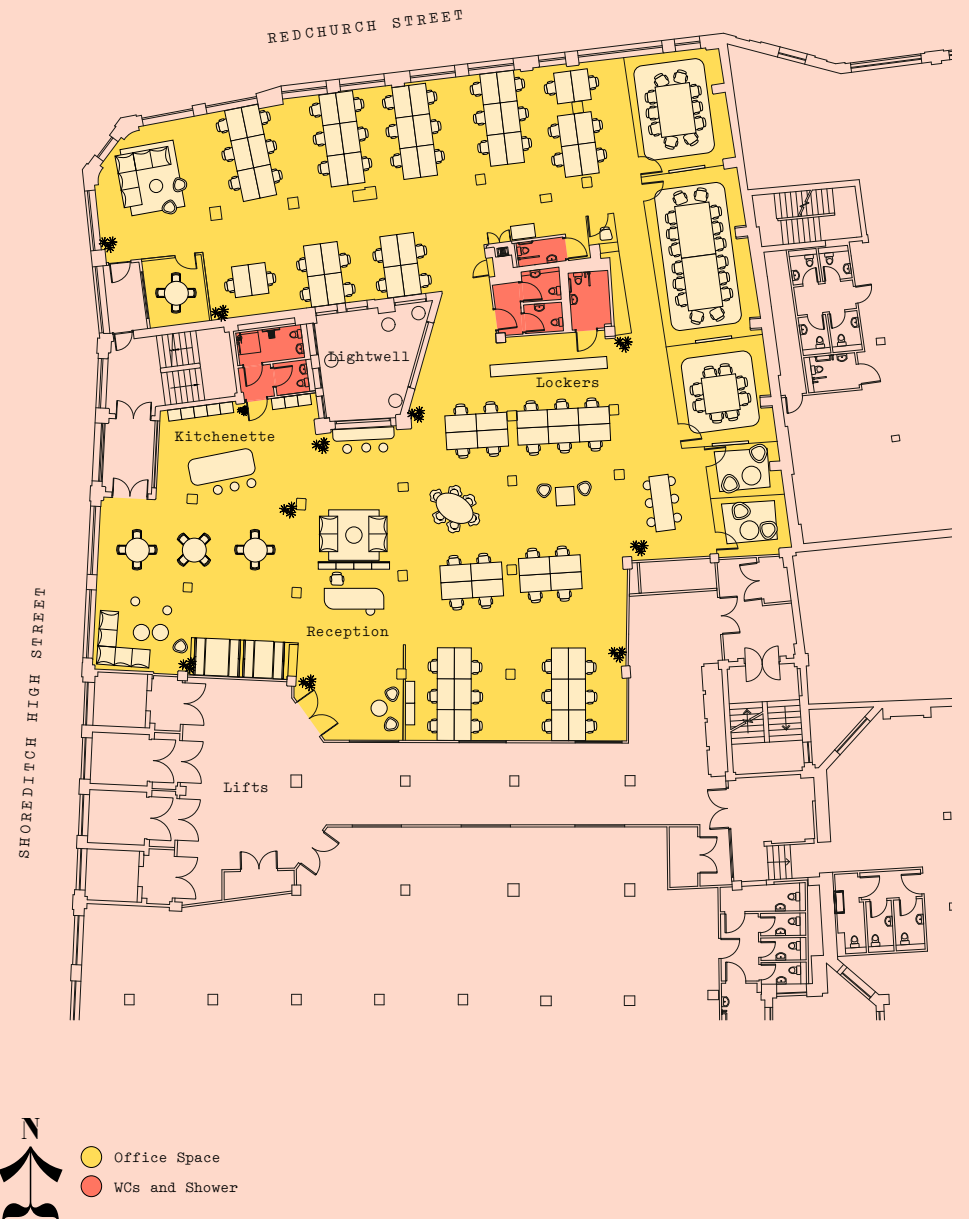 REDCHURCH STREET
Lightwell
Lockers
Kitchenette
Reception
SHOREDITCH HIGH STREET
Lifts
N
Office Space
WCs and Shower